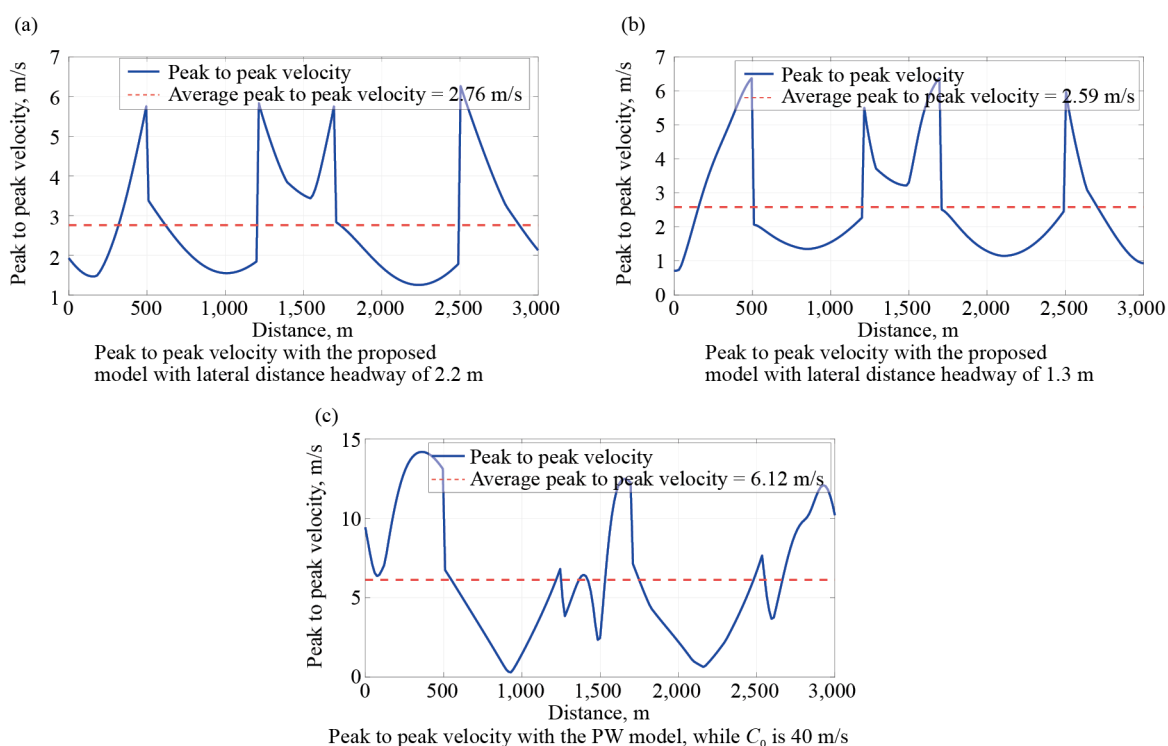 (a)
Peak to peak velocity, m/s
7
6
5
4
3
2
1
Peak to peak velocity
Average peak to peak velocity = 2.76 m/s
0 500 1,000 1,500 2,000 2,500 3,000
Distance, m
Peak to peak velocity with the proposed
model with lateral distance headway of 2.2 m
(b)
Peak to peak velocity, m/s
7
6
5
4
3
2
1
0
Peak to peak velocity
Average peak to peak velocity = 2.59 m/s
0 500 1,000 1,500 2,000 2,500 3,000
Distance, m
Peak to peak velocity with the proposed
model with lateral distance headway of 1.3 m
(c)
Peak to peak velocity, m/s
15
10
5
0
Peak to peak velocity
Average peak to peak velocity = 6.12 m/s
0 500 1,000 1,500 2,000 2,500 3,000
Distance, m
Peak to peak velocity with the PW model, while C₀ is 40 m/s